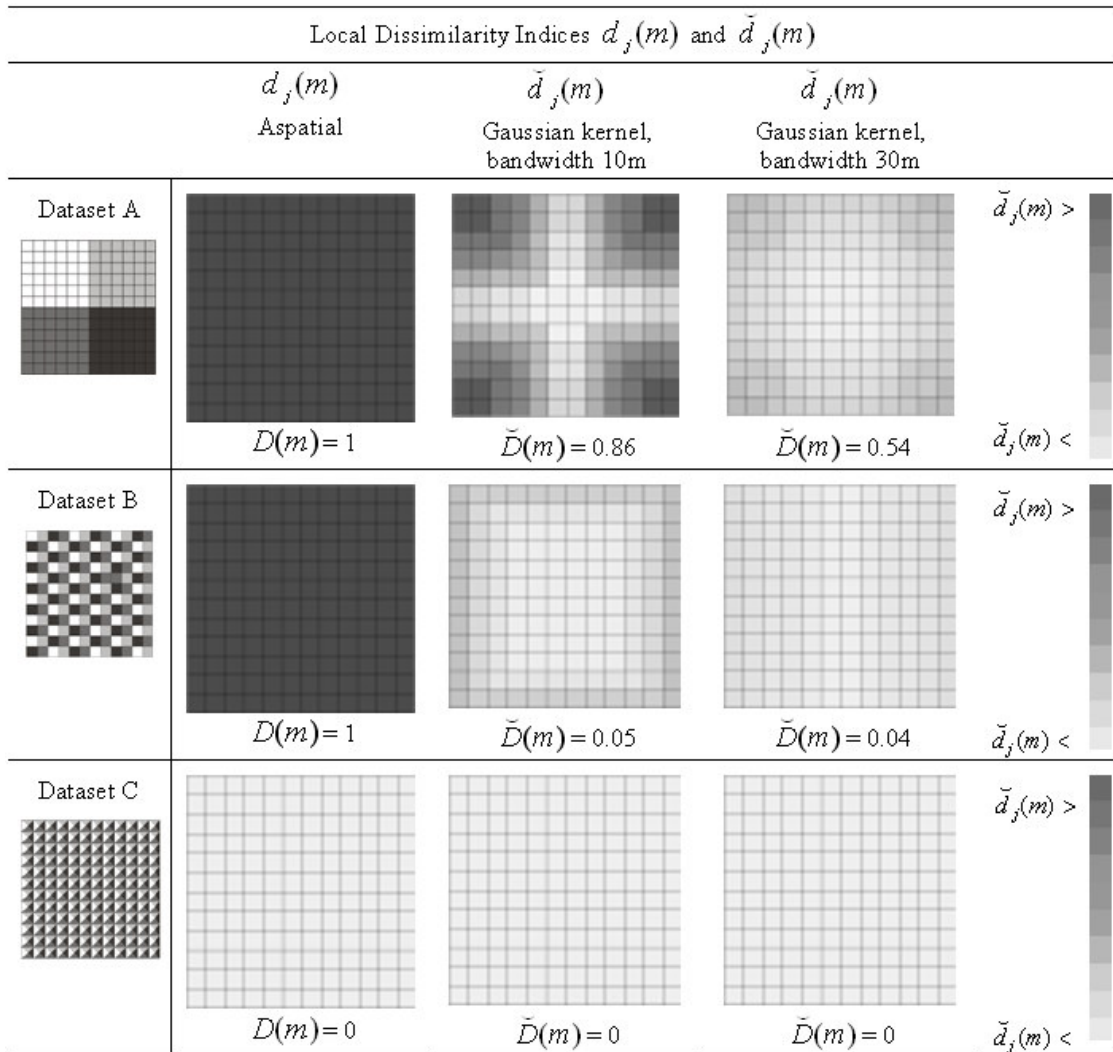 Local Dissimilarity Indices d_j(m) and d̆_j(m)
d_j(m)
Aspatial
d̆_j(m)
Gaussian kernel,
bandwidth 10m
d̆_j(m)
Gaussian kernel,
bandwidth 30m
Dataset A
D(m) = 1
D̆(m) = 0.86
D̆(m) = 0.54
d̆_j(m) >
d̆_j(m) <
Dataset B
D(m) = 1
D̆(m) = 0.05
D̆(m) = 0.04
d̆_j(m) >
d̆_j(m) <
Dataset C
D(m) = 0
D̆(m) = 0
D̆(m) = 0
d̆_j(m) >
d̆_j(m) <